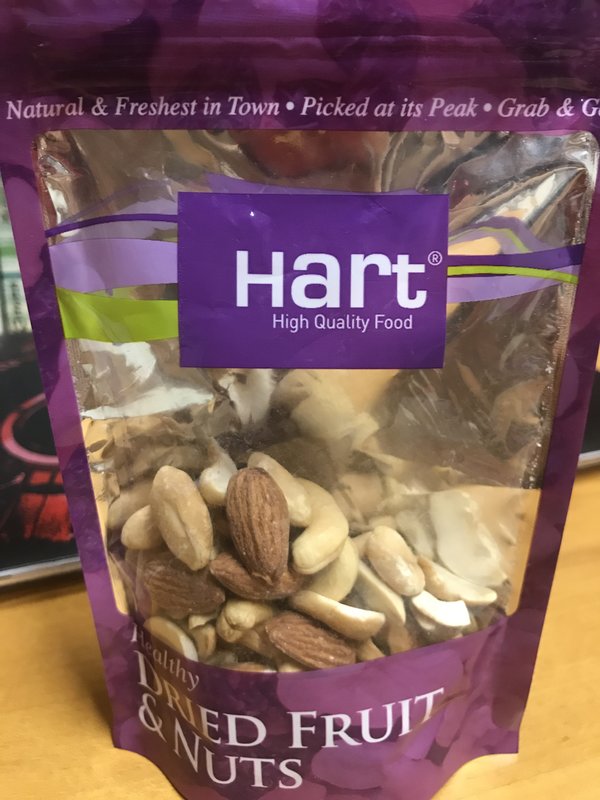 Natural & Freshest in Town • Picked at its Peak • Grab &
Hart®
High Quality Food
Healthy
DRIED FRUIT
& NUTS